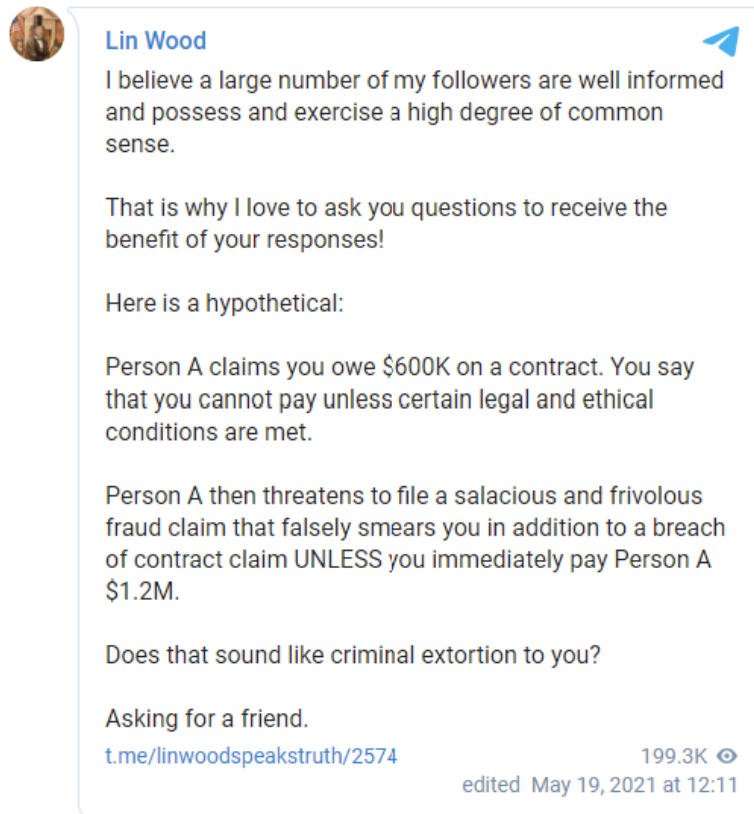 Lin Wood
I believe a large number of my followers are well informed
and possess and exercise a high degree of common
sense.
That is why I love to ask you questions to receive the
benefit of your responses!
Here is a hypothetical:
Person A claims you owe $600K on a contract. You say
that you cannot pay unless certain legal and ethical
conditions are met.
Person A then threatens to file a salacious and frivolous
fraud claim that falsely smears you in addition to a breach
of contract claim UNLESS you immediately pay Person A
$1.2M.
Does that sound like criminal extortion to you?
Asking for a friend.
t.me/linwoodspeakstruth/2574 199.3K
edited May 19, 2021 at 12:11